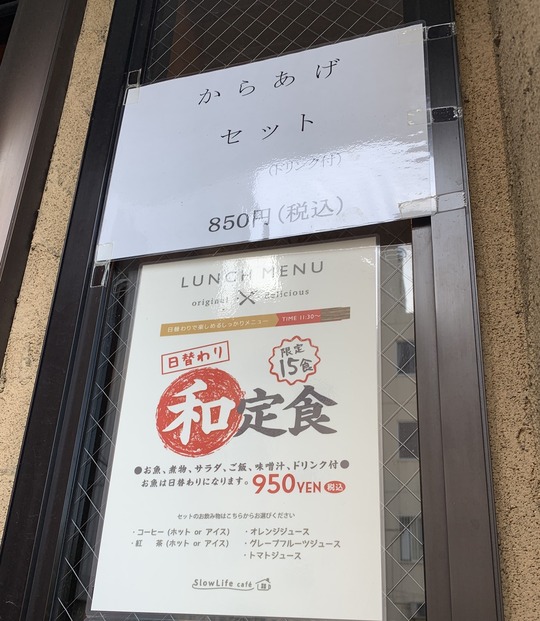 からあげ
セット
(ドリンク付)
850円(税込)
LUNCH MENU
original × delicious
日替わりで楽しめるしっかりメニュー TIME 11:30～
日替わり
限定
15食
和定食
●お魚、煮物、サラダ、ご飯、味噌汁、ドリンク付●
お魚は日替わりになります。950YEN 税込
セットのお飲み物はこちらからお選びください
・コーヒー (ホット or アイス) ・オレンジジュース
・紅　茶 (ホット or アイス) ・グレープフルーツジュース
・トマトジュース
SlowLife café